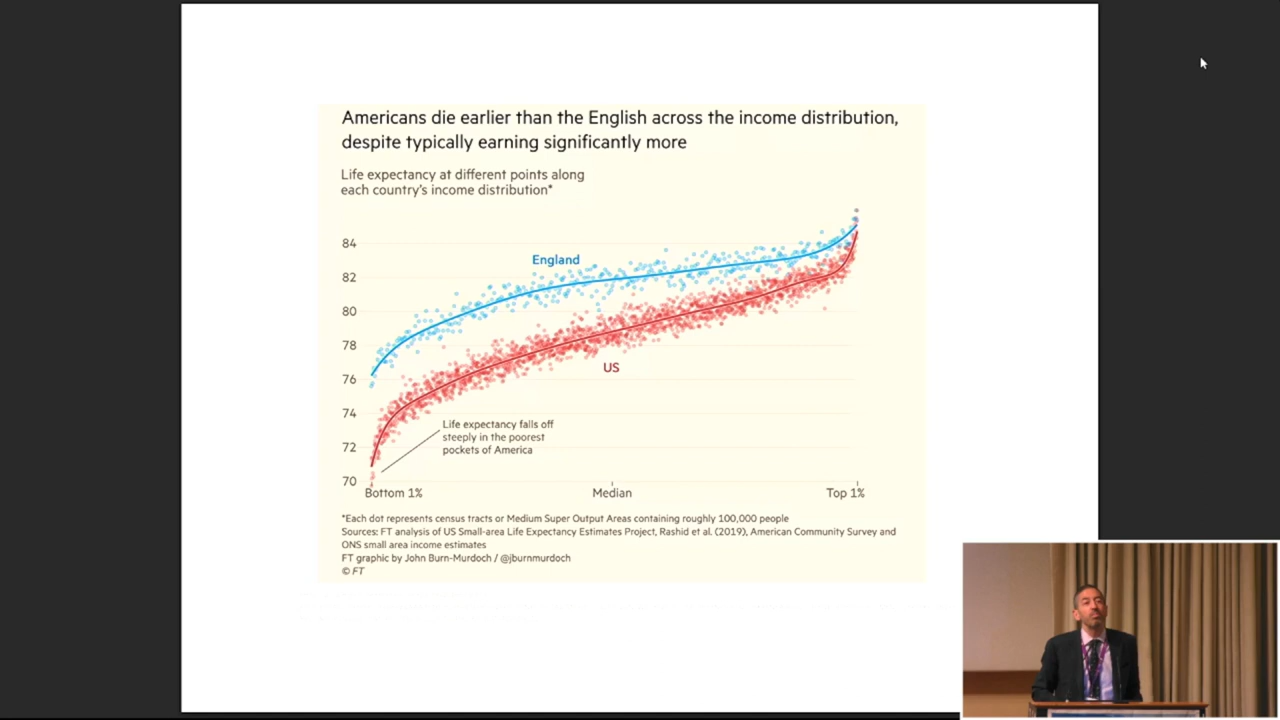 Americans die earlier than the English across the income distribution,
despite typically earning significantly more
Life expectancy at different points along
each country's income distribution*
84
England
82
80
78
US
76
74
Life expectancy falls off
steeply in the poorest
pockets of America
72
70
Bottom 1%
Median
Top 1%
*Each dot represents census tracts or Medium Super Output Areas containing roughly 100,000 people
Sources: FT analysis of US Small-area Life Expectancy Estimates Project, Rashid et al. (2019), American Community Survey and
ONS small area income estimates
FT graphic by John Burn-Murdoch / @jburnmurdoch
© FT